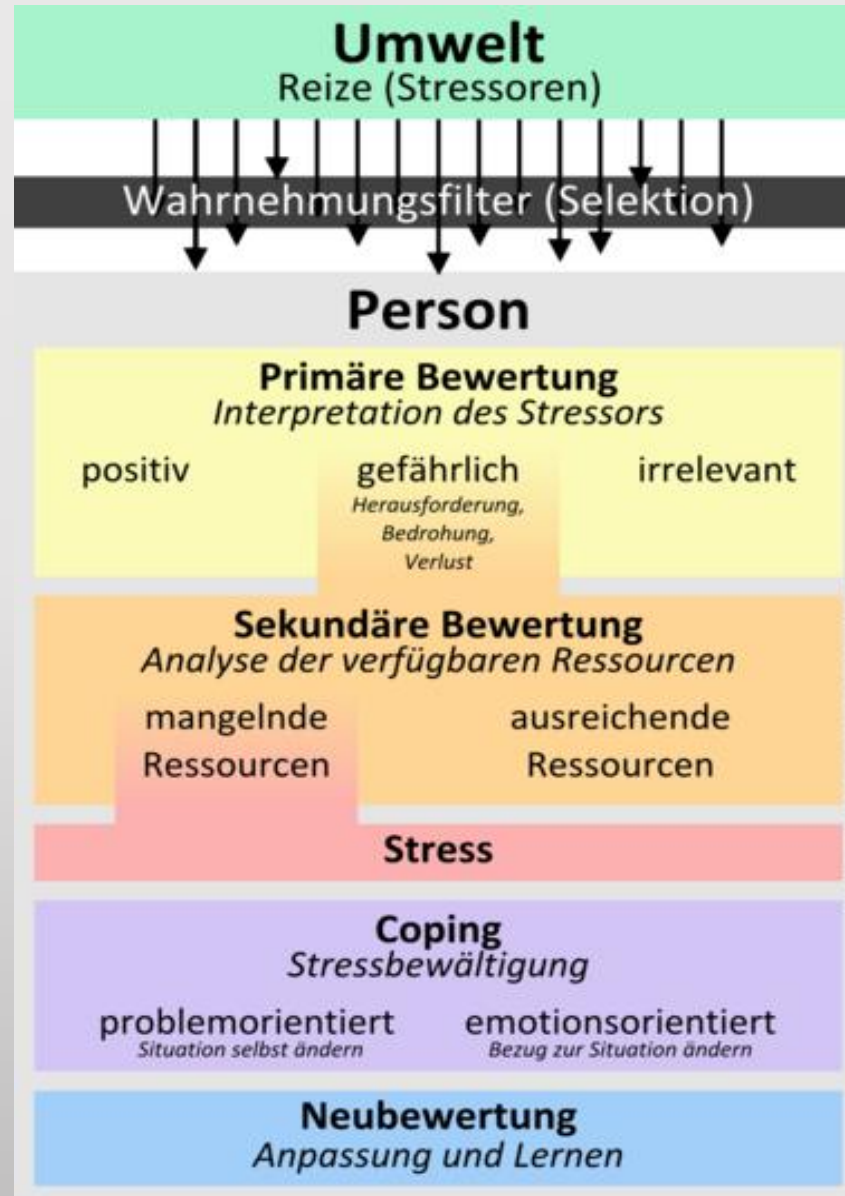 Umwelt
Reize (Stressoren)
Wahrnehmungsfilter (Selektion)
Person
Primäre Bewertung
Interpretation des Stressors
positiv gefährlich irrelevant
Herausforderung,
Bedrohung,
Verlust
Sekundäre Bewertung
Analyse der verfügbaren Ressourcen
mangelnde ausreichende
Ressourcen Ressourcen
Stress
Coping
Stressbewältigung
problemorientiert emotionsorientiert
Situation selbst ändern Bezug zur Situation ändern
Neubewertung
Anpassung und Lernen